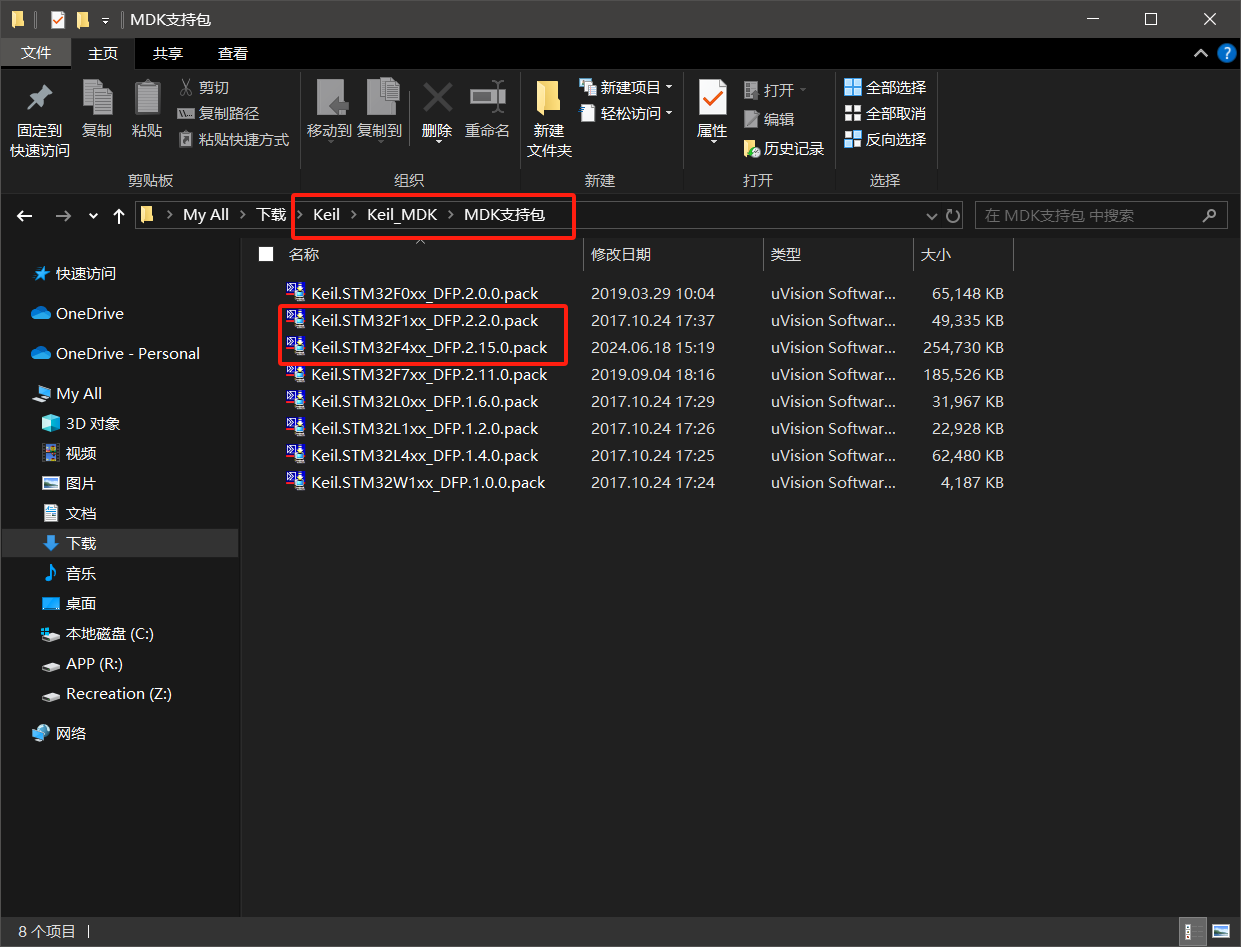 MDK支持包
文件 主页 共享 查看
固定到 快速访问
复制
粘贴
剪切
复制路径
粘贴快捷方式
移动到 复制到 删除 重命名
新建 文件夹
新建项目
轻松访问
属性
打开
编辑
历史记录
全部选择
全部取消
反向选择
剪贴板 组织 新建 打开 选择
My All 下载 Keil Keil_MDK MDK支持包
在 MDK支持包 中搜索
快速访问
OneDrive
OneDrive - Personal
My All
3D 对象
视频
图片
文档
下载
音乐
桌面
本地磁盘 (C:)
APP (R:)
Recreation (Z:)
网络
名称 修改日期 类型 大小
Keil.STM32F0xx_DFP.2.0.0.pack 2019.03.29 10:04 uVision Softwar... 65,148 KB
Keil.STM32F1xx_DFP.2.2.0.pack 2017.10.24 17:37 uVision Softwar... 49,335 KB
Keil.STM32F4xx_DFP.2.15.0.pack 2024.06.18 15:19 uVision Softwar... 254,730 KB
Keil.STM32F7xx_DFP.2.11.0.pack 2019.09.04 18:16 uVision Softwar... 185,526 KB
Keil.STM32L0xx_DFP.1.6.0.pack 2017.10.24 17:29 uVision Softwar... 31,967 KB
Keil.STM32L1xx_DFP.1.2.0.pack 2017.10.24 17:26 uVision Softwar... 22,928 KB
Keil.STM32L4xx_DFP.1.4.0.pack 2017.10.24 17:25 uVision Softwar... 62,480 KB
Keil.STM32W1xx_DFP.1.0.0.pack 2017.10.24 17:24 uVision Softwar... 4,187 KB
8 个项目